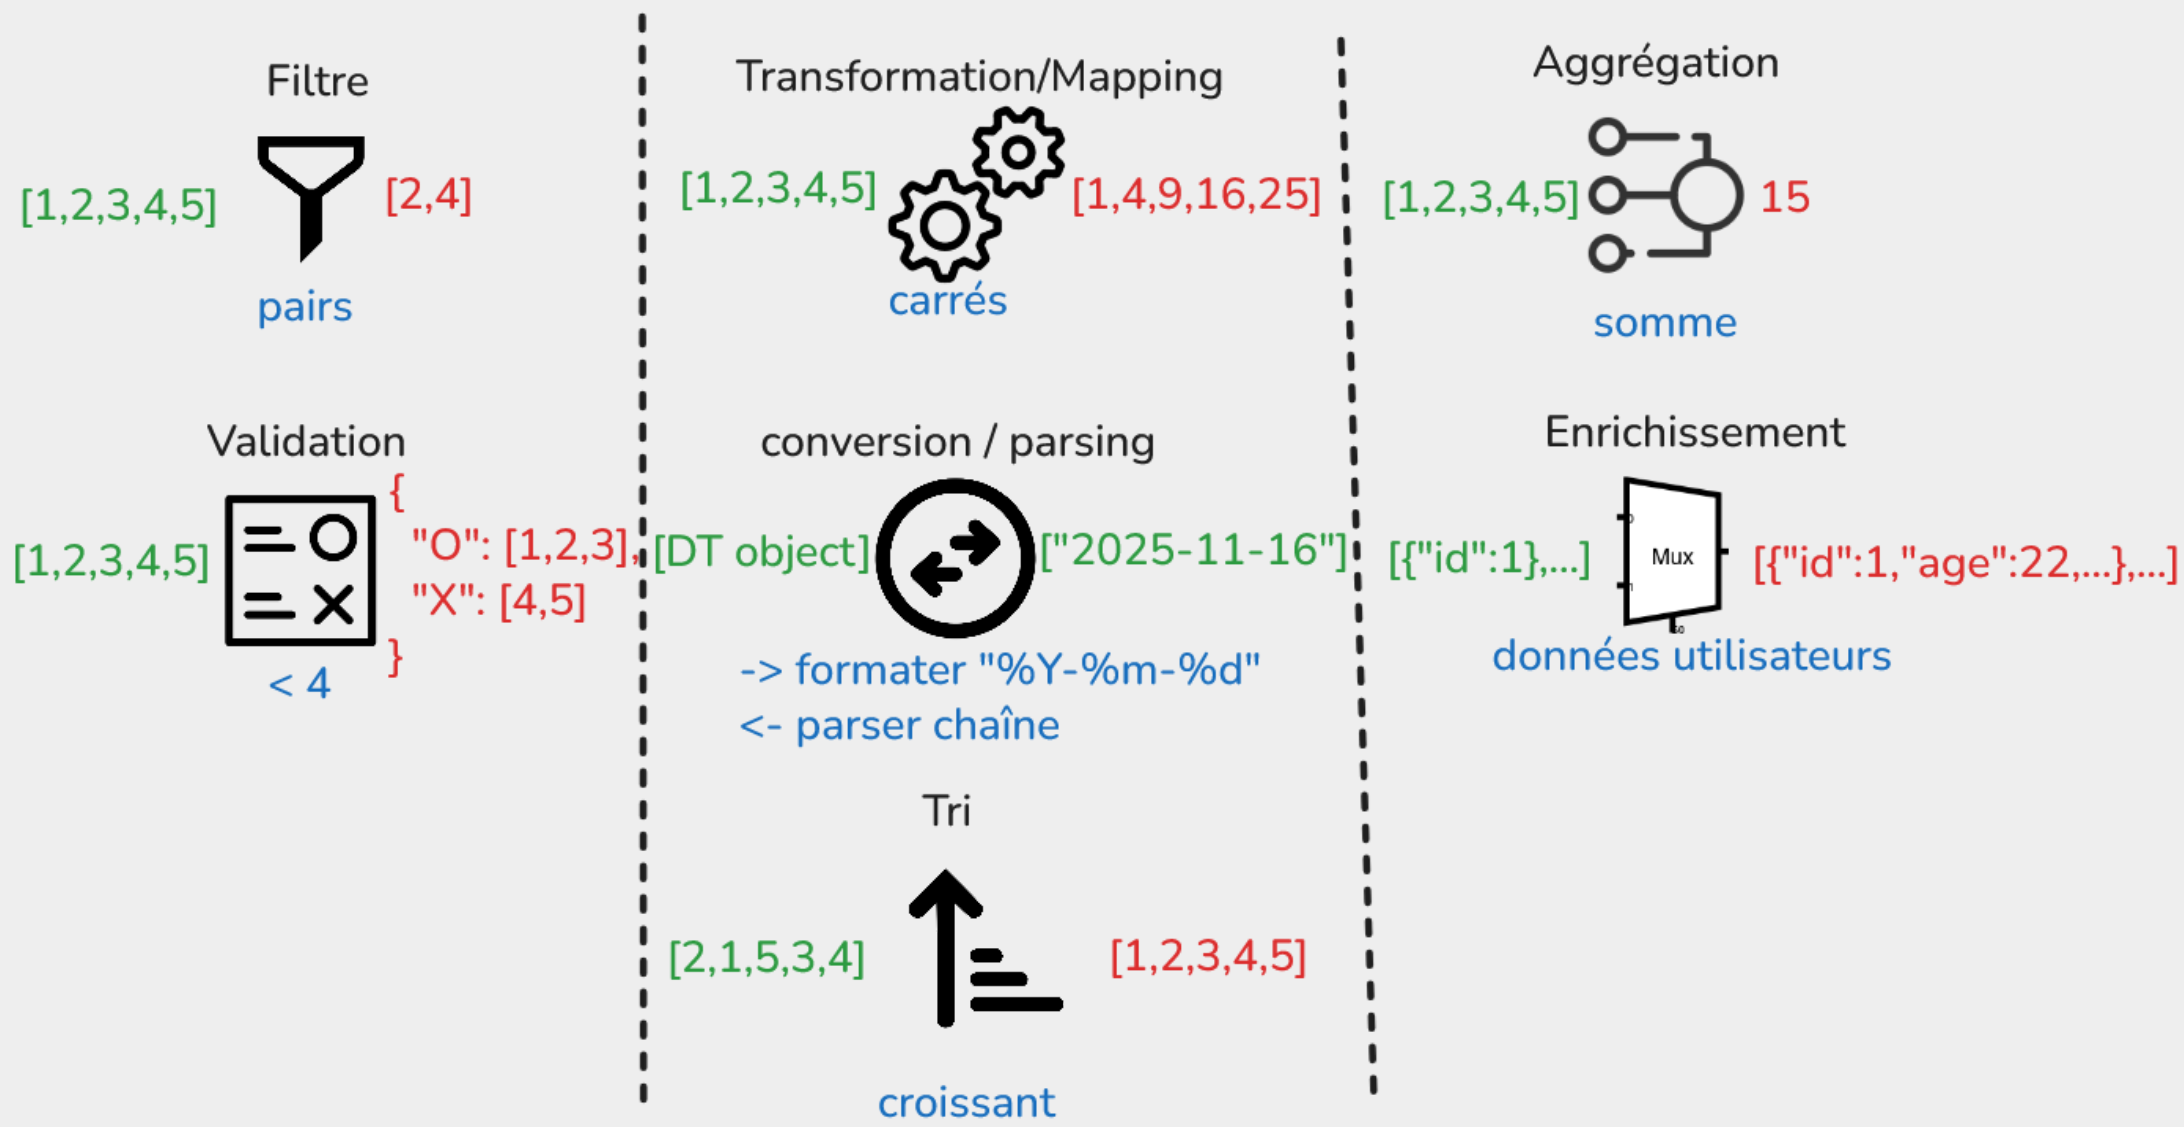 Filtre
[1,2,3,4,5]
[2,4]
pairs
Validation
[1,2,3,4,5]
{
"O": [1,2,3],
"X": [4,5]
}
< 4
Transformation/Mapping
[1,2,3,4,5]
[1,4,9,16,25]
carrés
conversion / parsing
[DT object]
["2025-11-16"]
-> formater "%Y-%m-%d"
<- parser chaîne
Tri
[2,1,5,3,4]
[1,2,3,4,5]
croissant
Aggrégation
[1,2,3,4,5]
15
somme
Enrichissement
[{"id":1},...]
Mux
[{"id":1,"age":22,...},...]
données utilisateurs